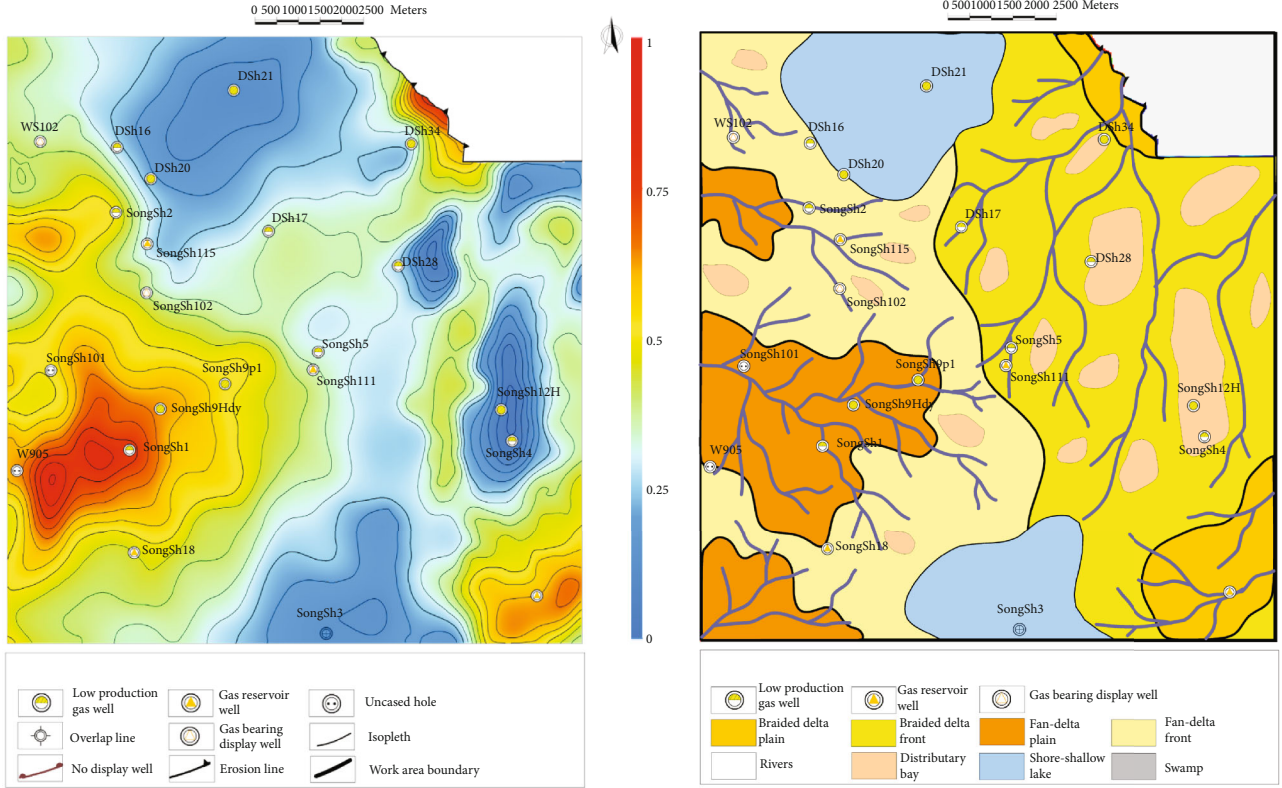 0 500 1000 1500 2000 2500 Meters
DSh21
WS102
DSh16
DSh34
DSh20
SongSh2
DSh17
SongSh115
DSh28
SongSh102
SongSh5
SongSh101
SongSh9p1
SongSh111
SongSh12H
SongSh9Hdy
SongSh1
W905
SongSh4
SongSh18
SongSh3
1
0.75
0.5
0.25
0
Low production
gas well
Gas reservoir
well
Uncased hole
Overlap line
Gas bearing
display well
Isopleth
No display well
Erosion line
Work area boundary
0 500 1000 1500 2000 2500 Meters
DSh21
WS102
DSh16
DSh34
DSh20
SongSh2
DSh17
SongSh115
DSh28
SongSh102
SongSh5
SongSh101
SongSh9p1
SongSh111
SongSh12H
SongSh9Hdy
SongSh1
W905
SongSh4
SongSh18
SongSh3
Low production
gas well
Gas reservoir
well
Gas bearing display well
Braided delta
plain
Braided delta
front
Fan-delta
plain
Fan-delta
front
Rivers
Distributary
bay
Shore-shallow
lake
Swamp